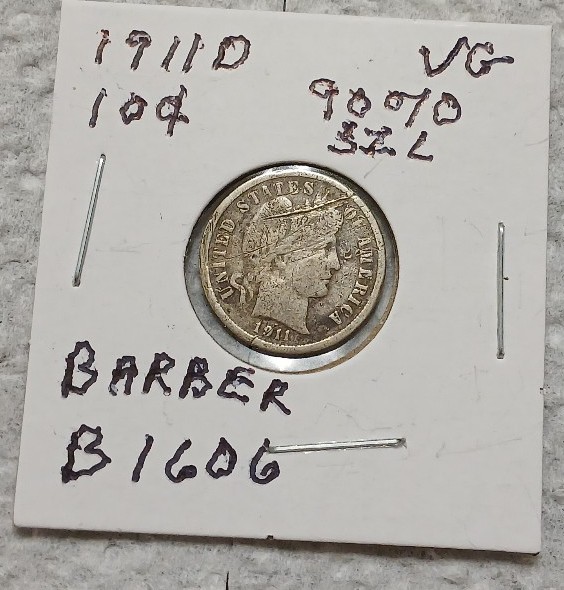 1911D VG
10¢ 90%
SIL
UNITED STATES OF AMERICA
1911
BARBER
B1606